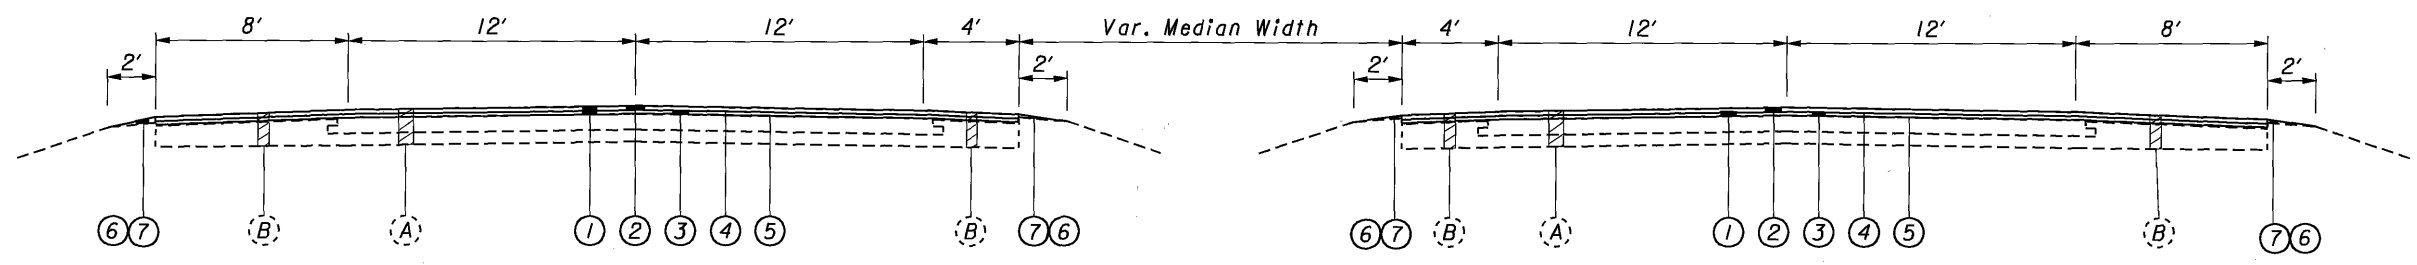 8' 12' 12' 4' Var. Median Width 4' 12' 12' 8'
2' 2' 2' 2'
6 7 B A 1 2 3 4 5 B 7 6 6 7 B A 1 2 3 4 5 B 7 6